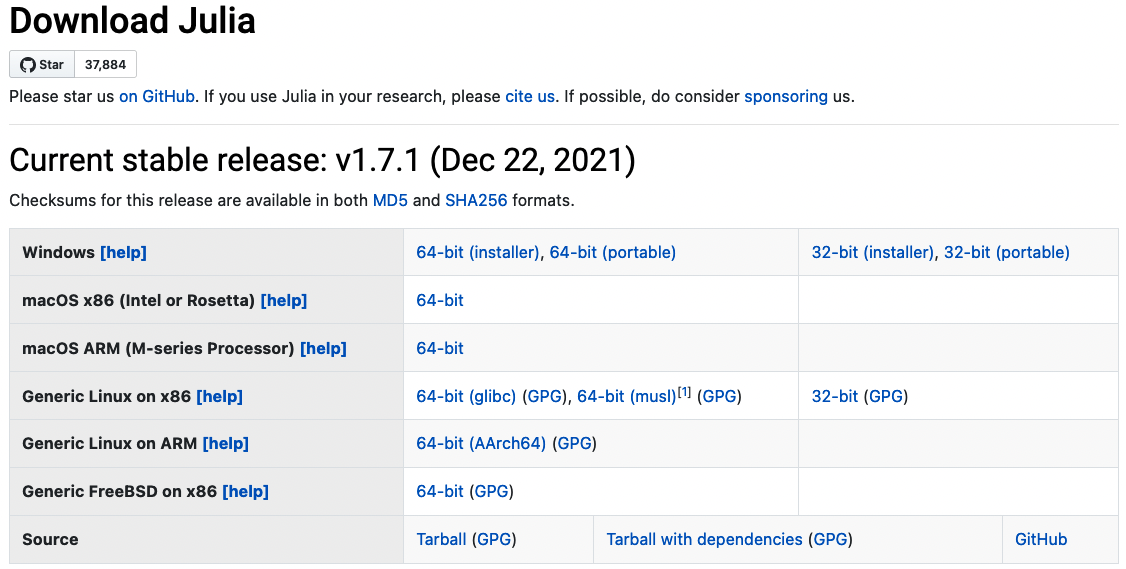 Download Julia
Star 37,884
Please star us on GitHub. If you use Julia in your research, please cite us. If possible, do consider sponsoring us.
Current stable release: v1.7.1 (Dec 22, 2021)
Checksums for this release are available in both MD5 and SHA256 formats.
Windows [help] 64-bit (installer), 64-bit (portable) 32-bit (installer), 32-bit (portable)
macOS x86 (Intel or Rosetta) [help] 64-bit
macOS ARM (M-series Processor) [help] 64-bit
Generic Linux on x86 [help] 64-bit (glibc) (GPG), 64-bit (musl)[1] (GPG) 32-bit (GPG)
Generic Linux on ARM [help] 64-bit (AArch64) (GPG)
Generic FreeBSD on x86 [help] 64-bit (GPG)
Source Tarball (GPG) Tarball with dependencies (GPG) GitHub